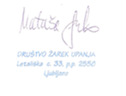 DRUŠTVO ŽAREK UPANJA
Letališka c. 33, p.p. 2550
Ljubljana